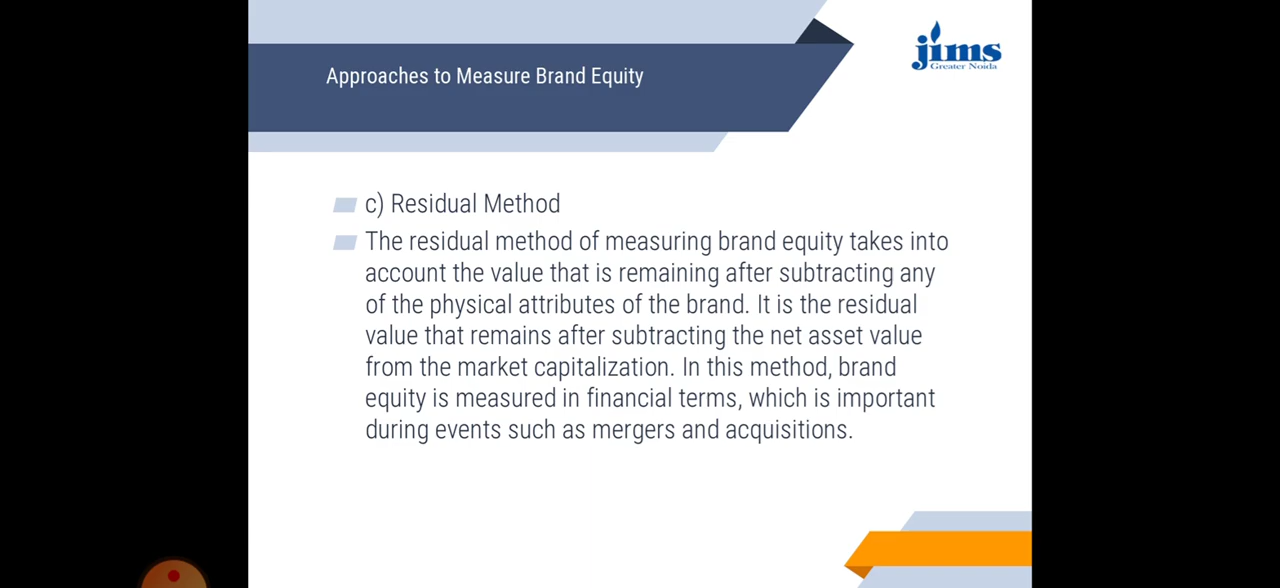 Approaches to Measure Brand Equity
jims
Greater Noida
c) Residual Method
The residual method of measuring brand equity takes into
account the value that is remaining after subtracting any
of the physical attributes of the brand. It is the residual
value that remains after subtracting the net asset value
from the market capitalization. In this method, brand
equity is measured in financial terms, which is important
during events such as mergers and acquisitions.